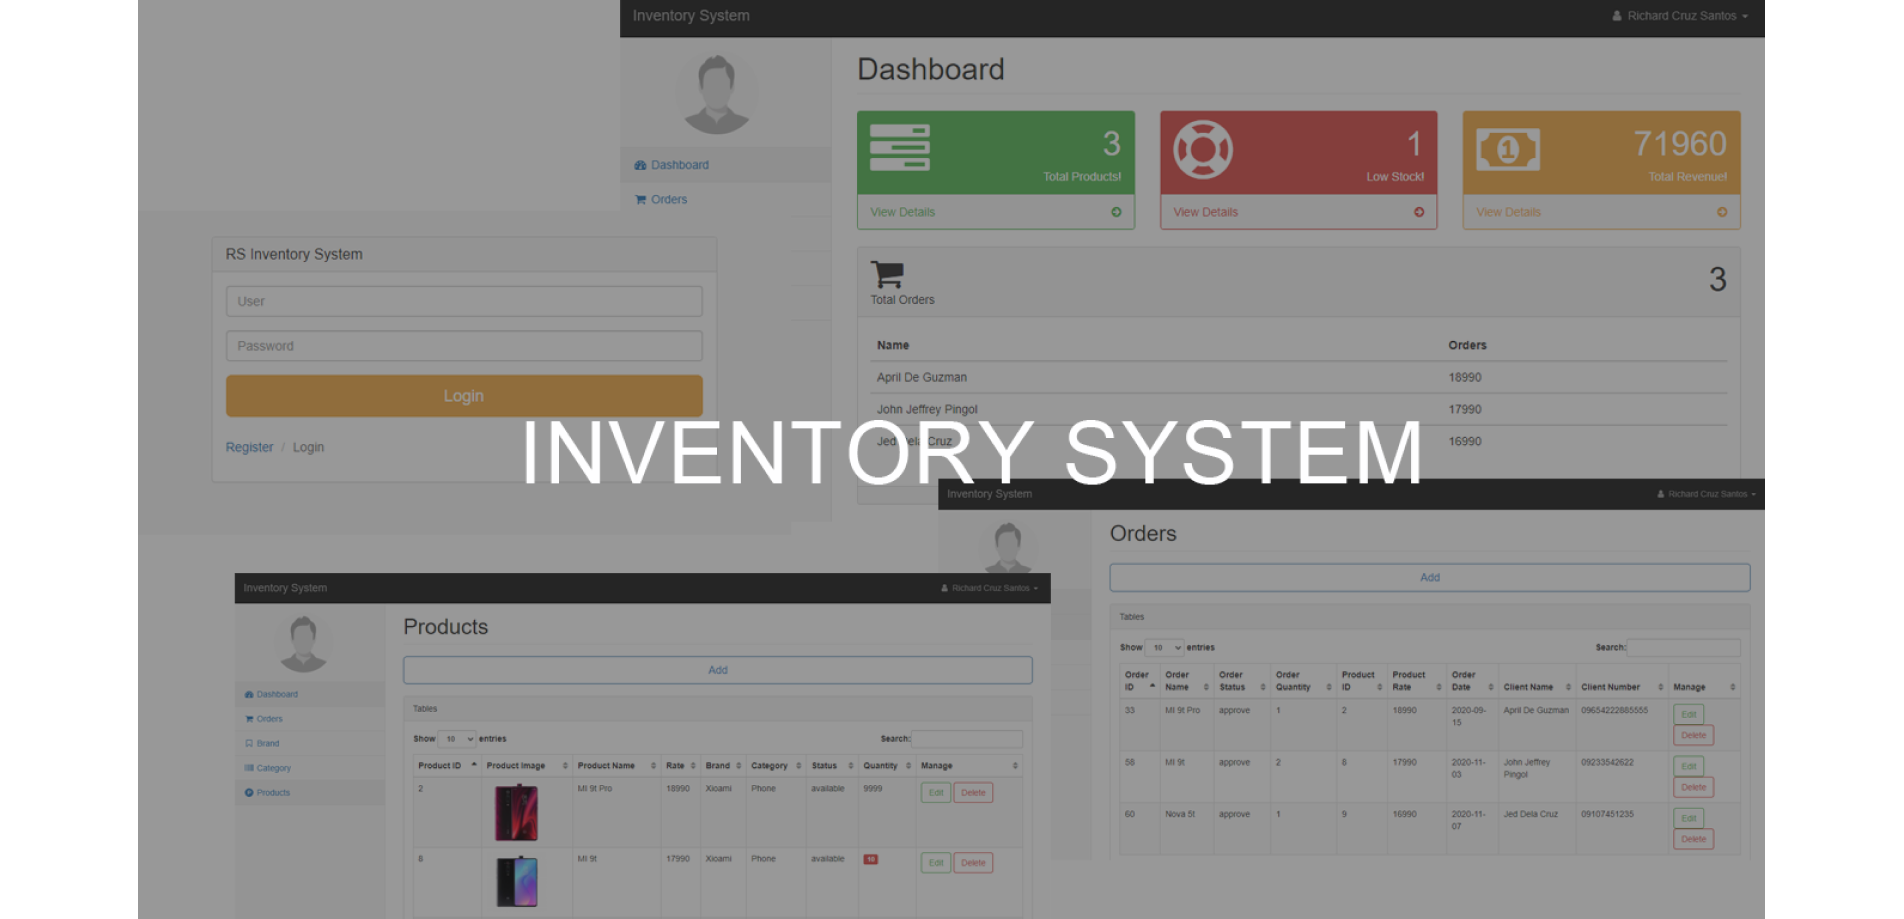 Inventory System
Richard Cruz Santos
Dashboard
Orders
Dashboard
3
Total Products!
View Details
1
Low Stock!
View Details
71960
Total Revenue!
View Details
Total Orders
3
Name Orders
April De Guzman 18990
John Jeffrey Pingol 17990
Jed Dela Cruz 16990
RS Inventory System
User
Password
Login
Register / Login
INVENTORY SYSTEM
Inventory System
Richard Cruz Santos
Orders
Add
Tables
Show 10 entries
Search:
Order ID Order Name Order Status Order Quantity Product ID Product Rate Order Date Client Name Client Number Manage
33 MI 9t Pro approve 1 2 18990 2020-09-15 April De Guzman 09654222885555 Edit Delete
58 MI 9t approve 2 8 17990 2020-11-03 John Jeffrey Pingol 09233542622 Edit Delete
60 Nova 5t approve 1 9 16990 2020-11-07 Jed Dela Cruz 09107451235 Edit Delete
Inventory System
Richard Cruz Santos
Dashboard
Orders
Brand
Category
Products
Products
Add
Tables
Show 10 entries
Search:
Product ID Product Image Product Name Rate Brand Category Status Quantity Manage
2 MI 9t Pro 18990 Xioami Phone available 9999 Edit Delete
8 MI 9t 17990 Xioami Phone available 10 Edit Delete